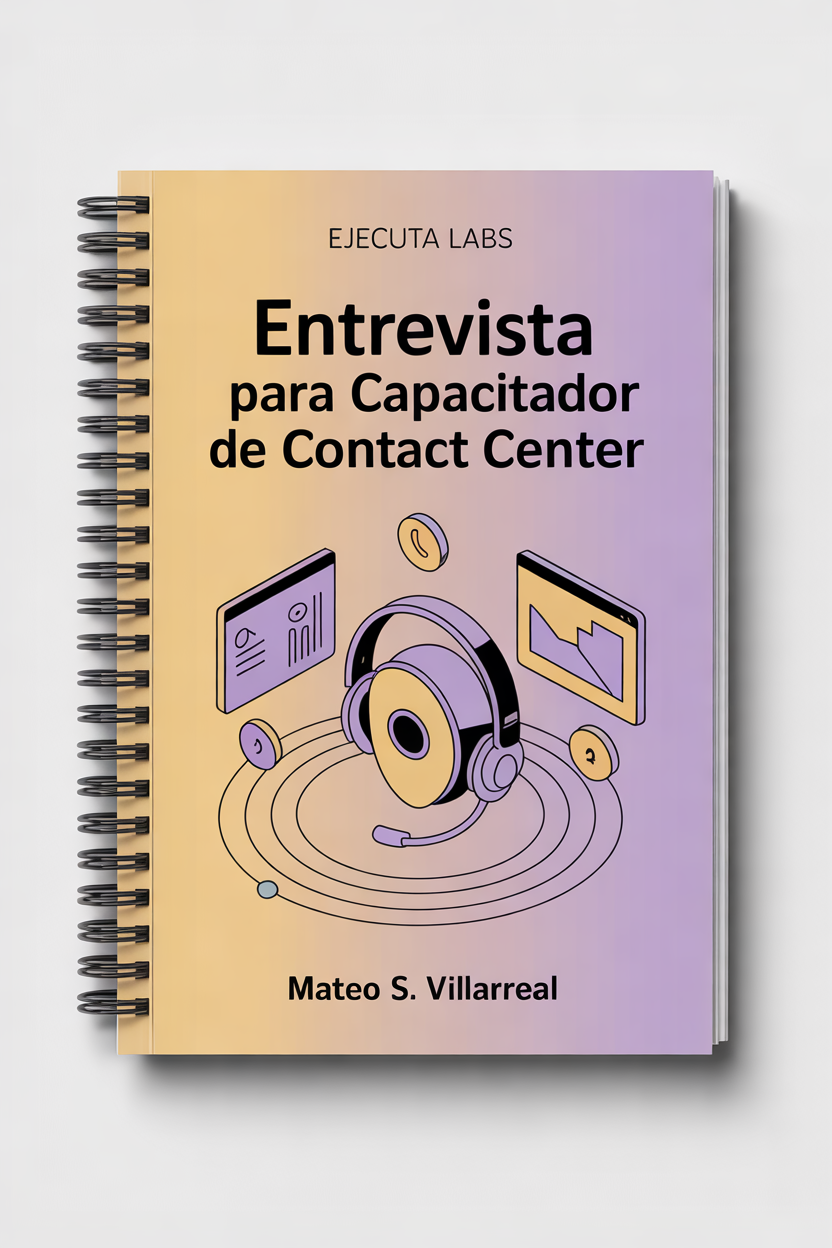 EJECUTA LABS
Entrevista
para Capacitador
de Contact Center
Mateo S. Villarreal